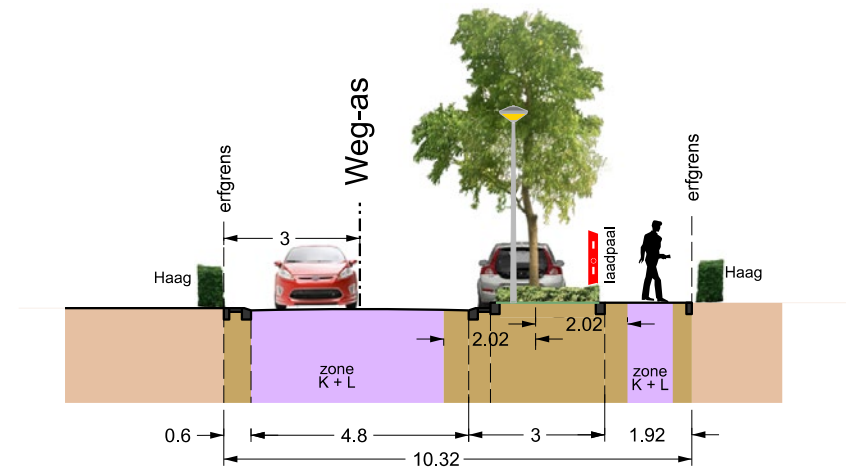 Weg-as
erfgrens
erfgrens
3
Haag
laadpaal
Haag
2.02
2.02
zone
K + L
zone
K + L
0.6
4.8
3
1.92
10.32